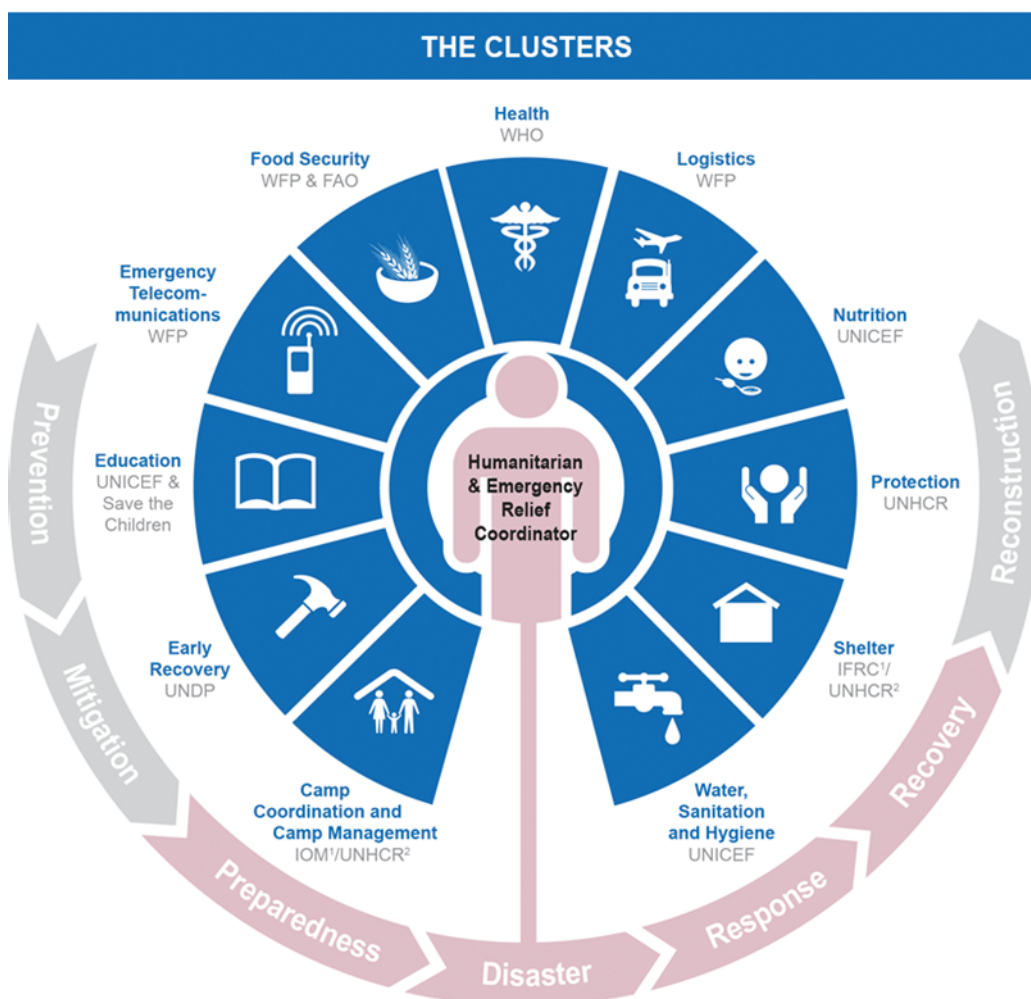 THE CLUSTERS
Health
WHO
Logistics
WFP
Nutrition
UNICEF
Protection
UNHCR
Shelter
IFRC¹/
UNHCR²
Water,
Sanitation
and Hygiene
UNICEF
Camp
Coordination and
Camp Management
IOM¹/UNHCR²
Early
Recovery
UNDP
Education
UNICEF &
Save the
Children
Emergency
Telecom-
munications
WFP
Food Security
WFP & FAO
Humanitarian
& Emergency
Relief
Coordinator
Prevention
Mitigation
Preparedness
Disaster
Response
Recovery
Reconstruction